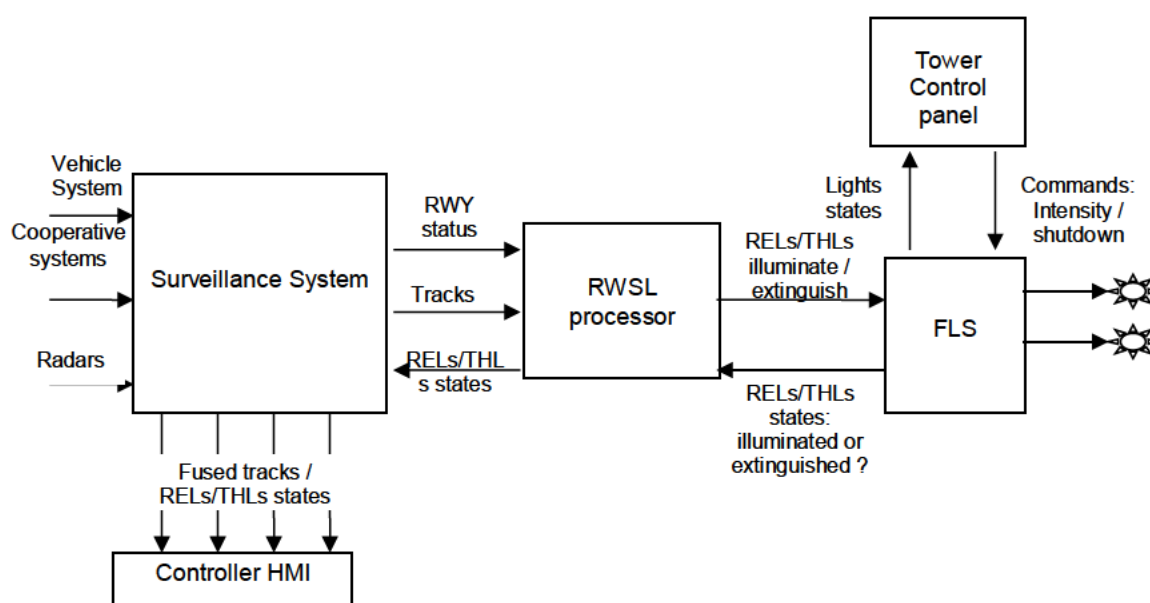 Tower
Control
panel
Vehicle
System
Cooperative
systems
Radars
Surveillance System
RWY
status
Tracks
RELs/THL
s states
RWSL
processor
RELs/THLs
illuminate /
extinguish
RELs/THLs
states:
illuminated or
extinguished ?
Lights
states
Commands:
Intensity /
shutdown
FLS
Fused tracks /
RELs/THLs states
Controller HMI